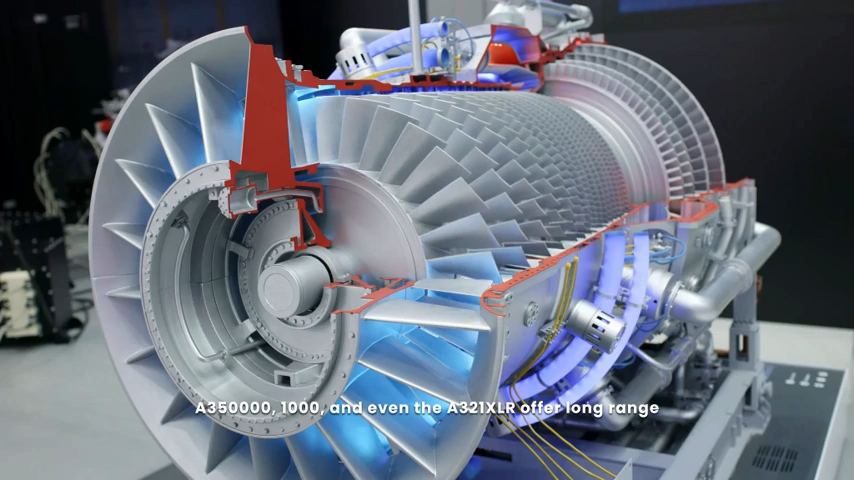 A350000, 1000, and even the A321XLR offer long range